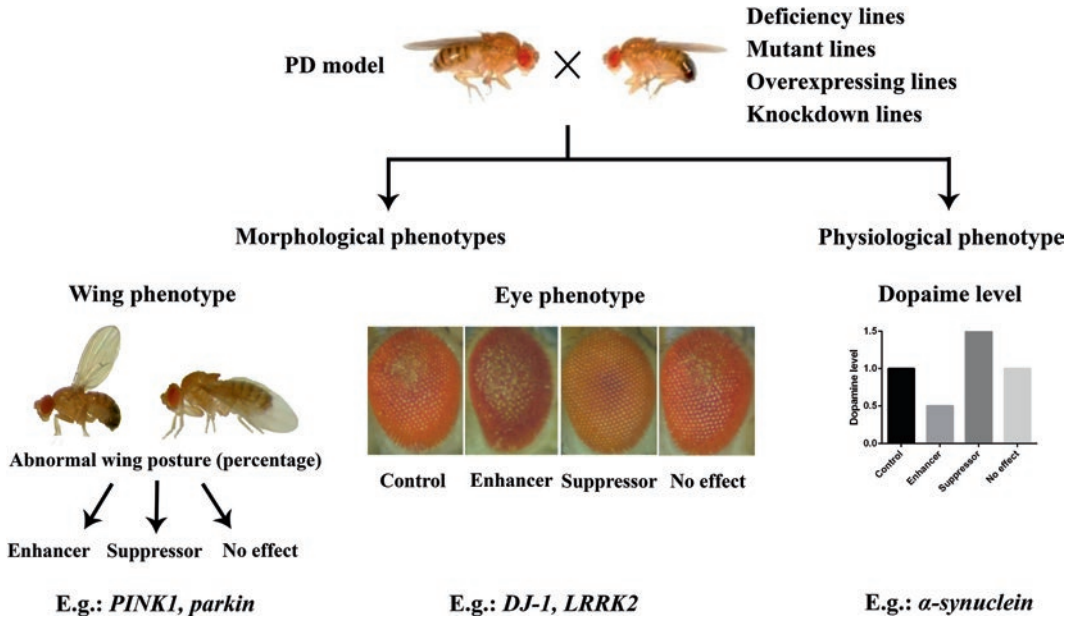 PD model
Deficiency lines
Mutant lines
Overexpressing lines
Knockdown lines
Morphological phenotypes
Physiological phenotype
Wing phenotype
Eye phenotype
Dopaime level
Abnormal wing posture (percentage)
Enhancer Suppressor No effect
Control Enhancer Suppressor No effect
Dopamine level
1.5
1.0
0.5
0.0
Control
Enhancer
Suppressor
No effect
E.g.: PINK1, parkin
E.g.: DJ-1, LRRK2
E.g.: α-synuclein